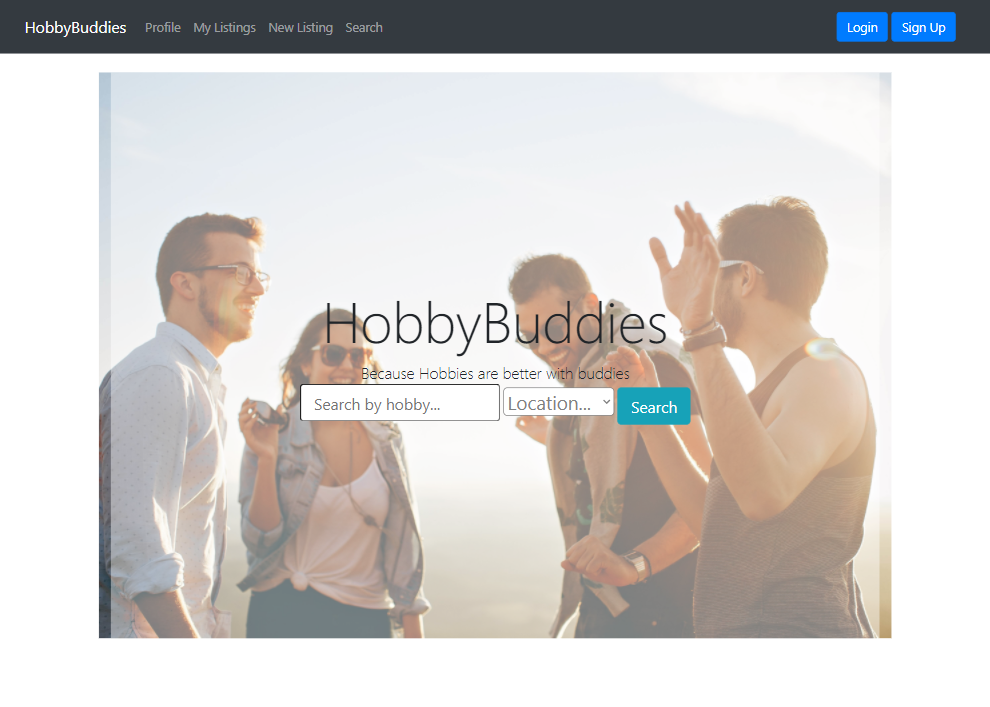 HobbyBuddies Profile My Listings New Listing Search Login Sign Up
HobbyBuddies
Because Hobbies are better with buddies
Search by hobby... Location... Search